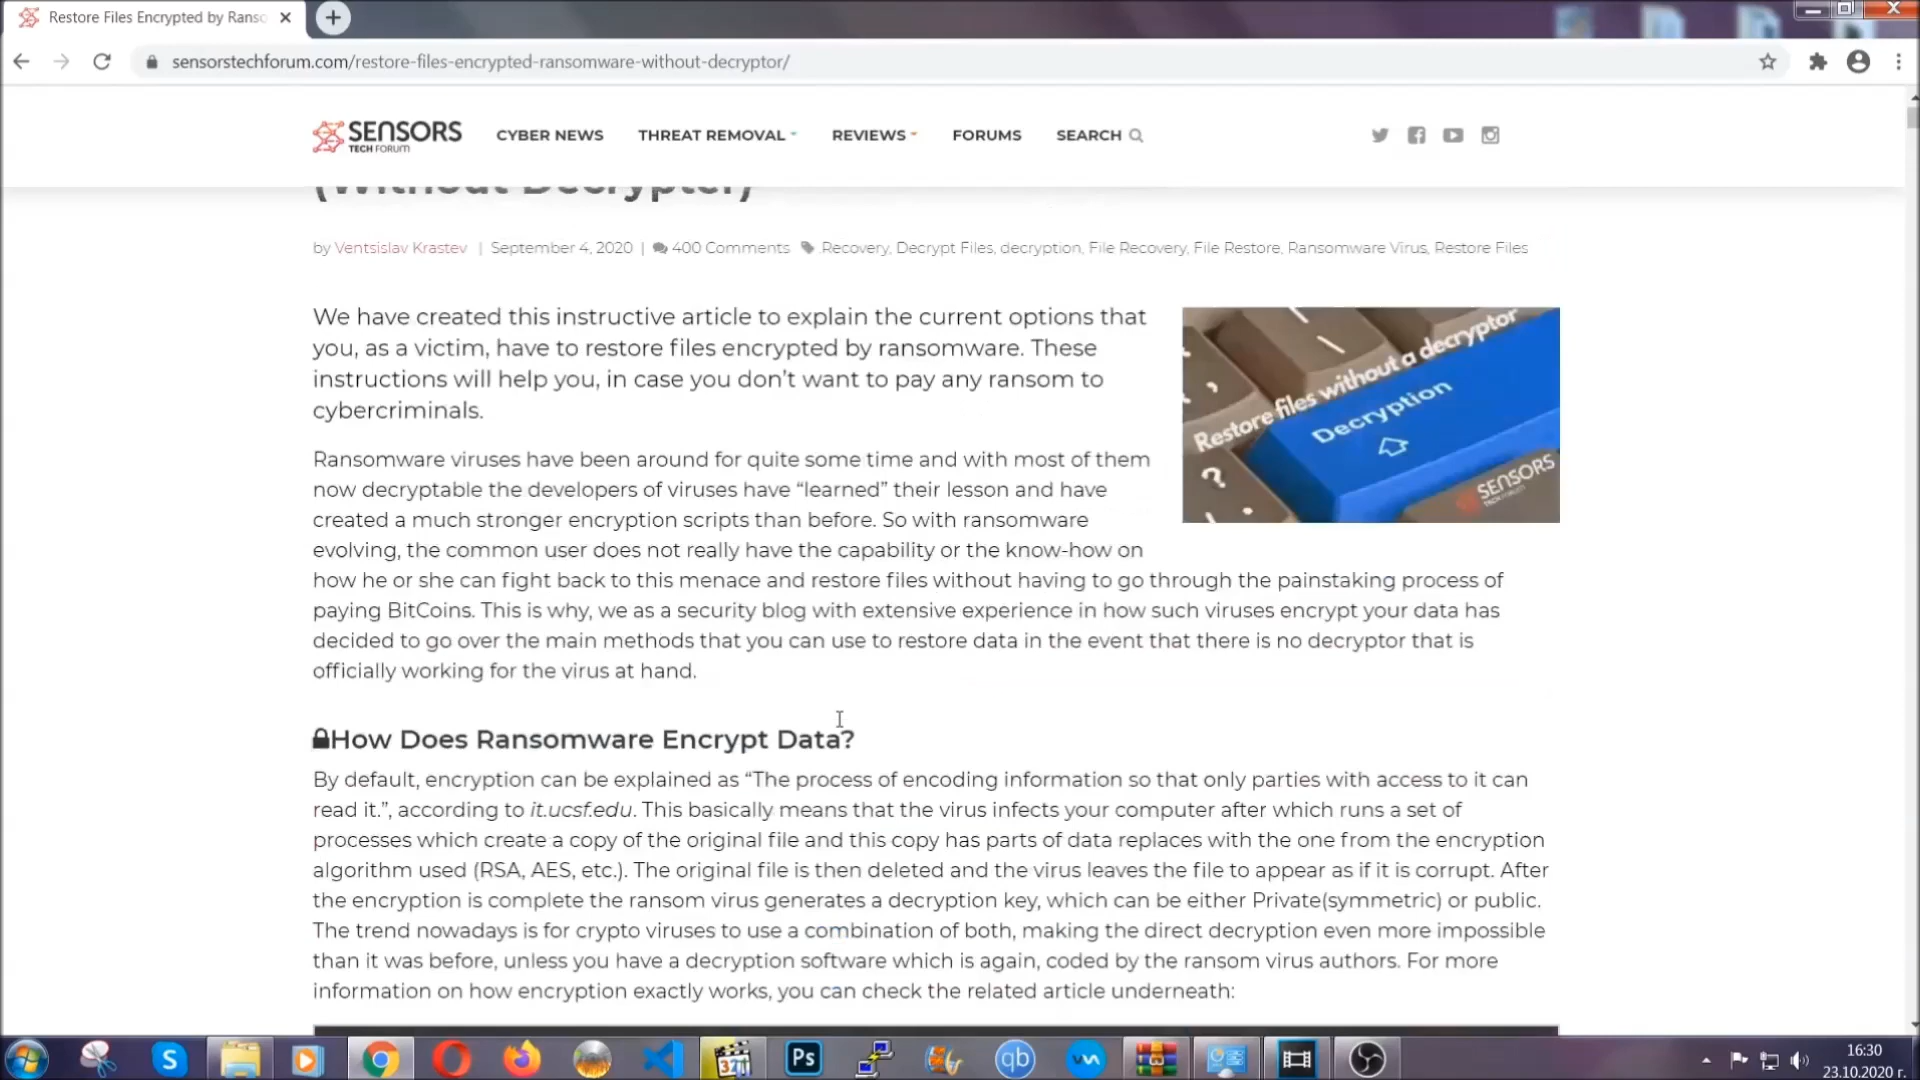 Restore Files Encrypted by Ranso
sensorstechforum.com/restore-files-encrypted-ransomware-without-decryptor/
SENSORS
TECH FORUM
CYBER NEWS THREAT REMOVAL REVIEWS FORUMS SEARCH
(Without Decrypter)
by Ventsislav Krastev | September 4, 2020 | 400 Comments Recovery, Decrypt Files, decryption, File Recovery, File Restore, Ransomware Virus, Restore Files
We have created this instructive article to explain the current options that
you, as a victim, have to restore files encrypted by ransomware. These
instructions will help you, in case you don’t want to pay any ransom to
cybercriminals.
Restore files without a decryptor
Decryption
SENSORS
Ransomware viruses have been around for quite some time and with most of them
now decryptable the developers of viruses have “learned” their lesson and have
created a much stronger encryption scripts than before. So with ransomware
evolving, the common user does not really have the capability or the know-how on
how he or she can fight back to this menace and restore files without having to go through the painstaking process of
paying BitCoins. This is why, we as a security blog with extensive experience in how such viruses encrypt your data has
decided to go over the main methods that you can use to restore data in the event that there is no decryptor that is
officially working for the virus at hand.
How Does Ransomware Encrypt Data?
By default, encryption can be explained as “The process of encoding information so that only parties with access to it can
read it.”, according to it.ucsf.edu. This basically means that the virus infects your computer after which runs a set of
processes which create a copy of the original file and this copy has parts of data replaces with the one from the encryption
algorithm used (RSA, AES, etc.). The original file is then deleted and the virus leaves the file to appear as if it is corrupt. After
the encryption is complete the ransom virus generates a decryption key, which can be either Private(symmetric) or public.
The trend nowadays is for crypto viruses to use a combination of both, making the direct decryption even more impossible
than it was before, unless you have a decryption software which is again, coded by the ransom virus authors. For more
information on how encryption exactly works, you can check the related article underneath:
S
Ps
qb
16:30
23.10.2020 г.